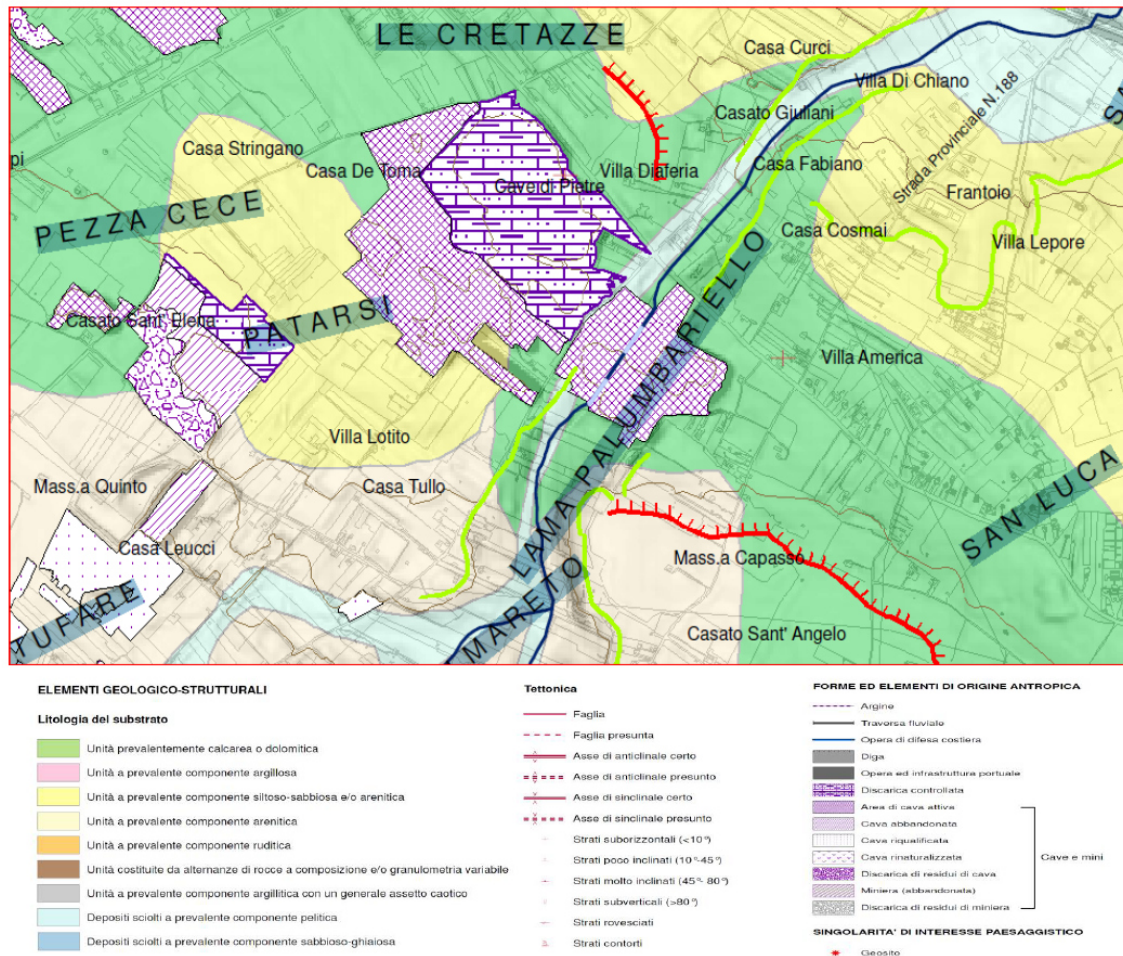 LE CRETAZZE
Casa Curci
Villa Di Chiano
Casato Giuliani
Casa Stringano
Casa De Toma
Cave di Pietre
Villa Diaferia
Casa Fabiano
Strada Provinciale N.188
Frantoio
SA
pi
PEZZA CECE
Casa Cosmai
Villa Lepore
Casato Sant' Elena
PATARSI
LAMA PALUMBARIELLO
Villa America
Villa Lotito
Mass.a Quinto
Casa Tullo
SAN LUCA
Casa Leucci
Mass.a Capasso
TUFARE
MARETO
Casato Sant' Angelo
ELEMENTI GEOLOGICO-STRUTTURALI
Litologia del substrato
Unità prevalentemente calcarea o dolomitica
Unità a prevalente componente argillosa
Unità a prevalente componente siltoso-sabbiosa e/o arenitica
Unità a prevalente componente arenitica
Unità a prevalente componente ruditica
Unità costituite da alternanze di rocce a composizione e/o granulometria variabile
Unità a prevalente componente argillitica con un generale assetto caotico
Depositi sciolti a prevalente componente pelitica
Depositi sciolti a prevalente componente sabbioso-ghiaiosa
Tettonica
Faglia
Faglia presunta
Asse di anticlinale certo
Asse di anticlinale presunto
Asse di sinclinale certo
Asse di sinclinale presunto
Strati suborizzontali (<10°)
Strati poco inclinati (10°-45°)
Strati molto inclinati (45°- 80°)
Strati subverticali (>80°)
Strati rovesciati
Strati contorti
FORME ED ELEMENTI DI ORIGINE ANTROPICA
Argine
Traversa fluviale
Opera di difesa costiera
Diga
Opera ed infrastruttura portuale
Discarica controllata
Area di cava attiva
Cava abbandonata
Cava riqualificata
Cava rinaturalizzata
Discarica di residui di cava
Miniera (abbandonata)
Discarica di residui di miniera
Cave e mini
SINGOLARITA' DI INTERESSE PAESAGGISTICO
Geosito